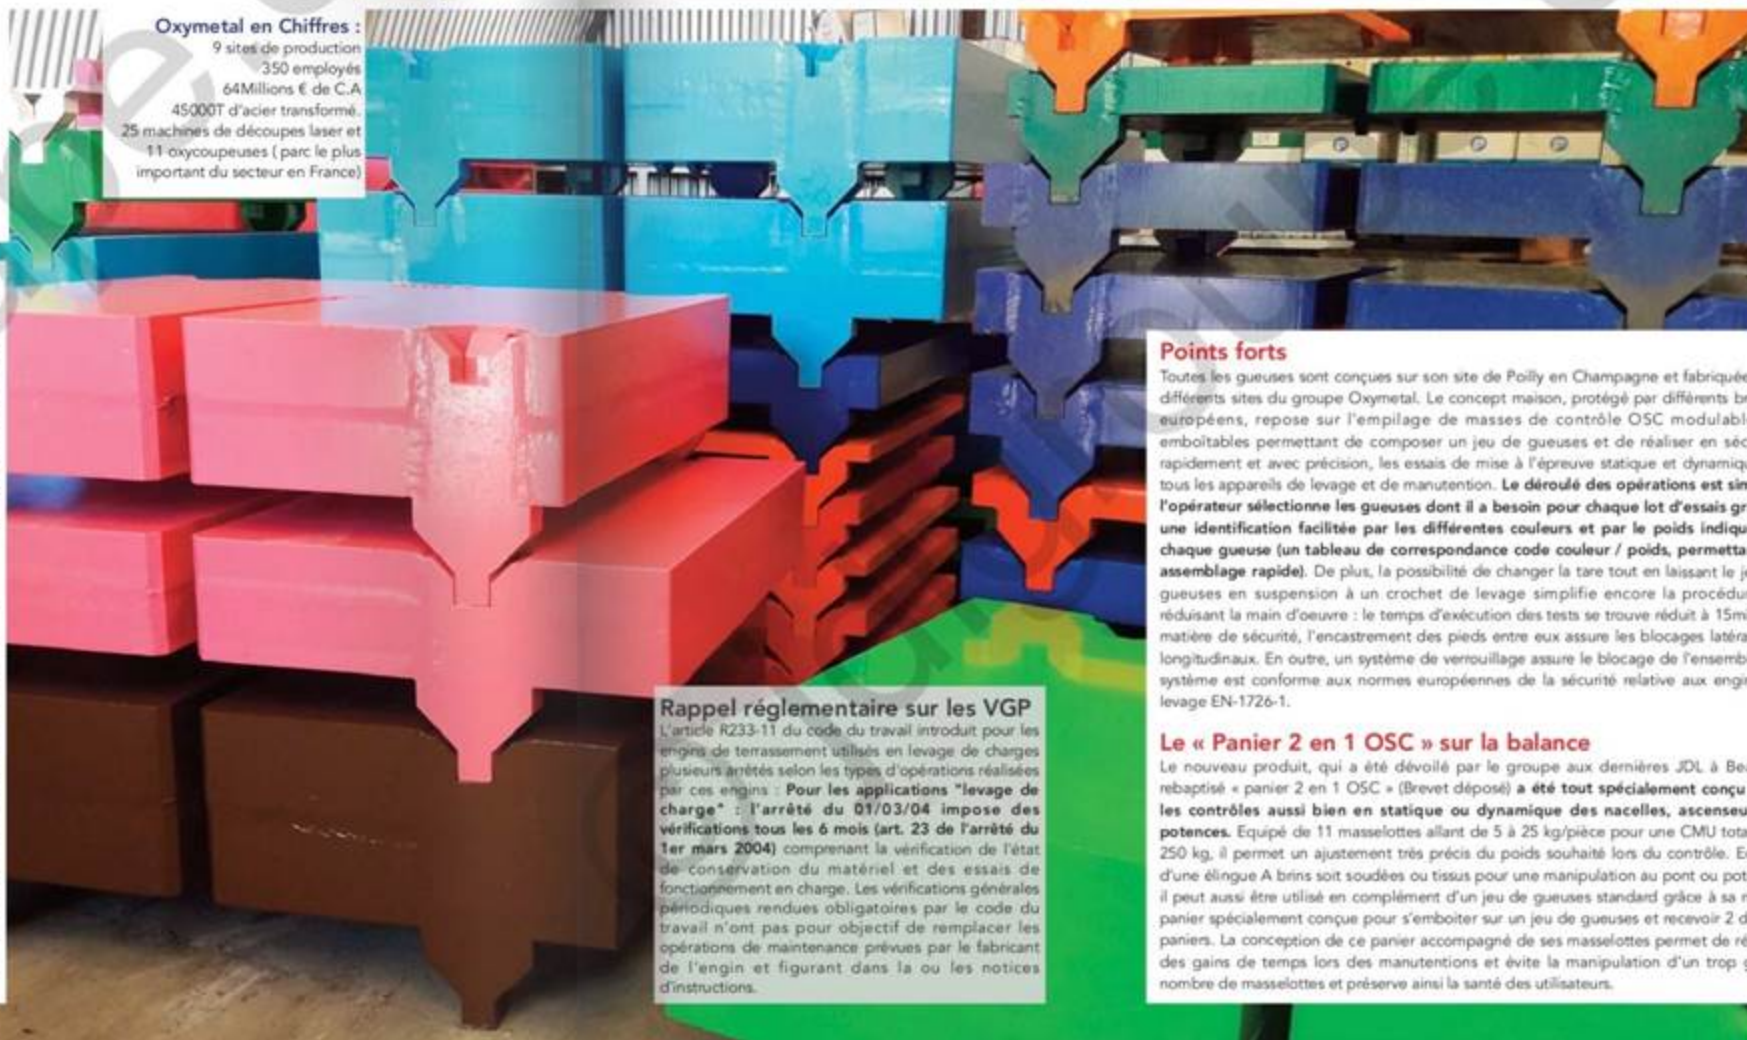 Oxymetal en Chiffres :
9 sites de production
350 employés
64Millions € de C.A
45000T d'acier transformé.
25 machines de découpes laser et
11 oxycoupeuses ( parc le plus
important du secteur en France)
Rappel réglementaire sur les VGP
L'article R233-11 du code du travail introduit pour les
engins de terrassement utilisés en levage de charges
plusieurs arrêtés selon les types d'opérations réalisées
par ces engins : Pour les applications "levage de
charge" : l'arrêté du 01/03/04 impose des
vérifications tous les 6 mois (art. 23 de l'arrêté du
1er mars 2004) comprenant la vérification de l'état
de conservation du matériel et des essais de
fonctionnement en charge. Les vérifications générales
périodiques rendues obligatoires par le code du
travail n'ont pas pour objectif de remplacer les
opérations de maintenance prévues par le fabricant
de l'engin et figurant dans la ou les notices
d'instructions.
Points forts
Toutes les gueuses sont conçues sur son site de Poilly en Champagne et fabriquée
différents sites du groupe Oxymetal. Le concept maison, protégé par différents br
européens, repose sur l'empilage de masses de contrôle OSC modulabl
emboîtables permettant de composer un jeu de gueuses et de réaliser en séc
rapidement et avec précision, les essais de mise à l'épreuve statique et dynamiqu
tous les appareils de levage et de manutention. Le déroulé des opérations est sim
l'opérateur sélectionne les gueuses dont il a besoin pour chaque lot d'essais gr
une identification facilitée par les différentes couleurs et par le poids indiqu
chaque gueuse (un tableau de correspondance code couleur / poids, permetta
assemblage rapide). De plus, la possibilité de changer la tare tout en laissant le je
gueuses en suspension à un crochet de levage simplifie encore la procédu
réduisant la main d'oeuvre : le temps d'exécution des tests se trouve réduit à 15mi
matière de sécurité, l'encastrement des pieds entre eux assure les blocages latéra
longitudinaux. En outre, un système de verrouillage assure le blocage de l'ensemb
système est conforme aux normes européennes de la sécurité relative aux engin
levage EN-1726-1.
Le « Panier 2 en 1 OSC » sur la balance
Le nouveau produit, qui a été dévoilé par le groupe aux dernières JDL à Bea
rebaptisé « panier 2 en 1 OSC » (Brevet déposé) a été tout spécialement conçu
les contrôles aussi bien en statique ou dynamique des nacelles, ascenseu
potences. Equipé de 11 masselottes allant de 5 à 25 kg/pièce pour une CMU tota
250 kg, il permet un ajustement très précis du poids souhaité lors du contrôle. E
d'une élingue A brins soit soudées ou tissus pour une manipulation au pont ou pot
il peut aussi être utilisé en complément d'un jeu de gueuses standard grâce à sa m
panier spécialement conçue pour s'emboiter sur un jeu de gueuses et recevoir 2 d
paniers. La conception de ce panier accompagné de ses masselottes permet de ré
des gains de temps lors des manutentions et évite la manipulation d'un trop g
nombre de masselottes et préserve ainsi la santé des utilisateurs.